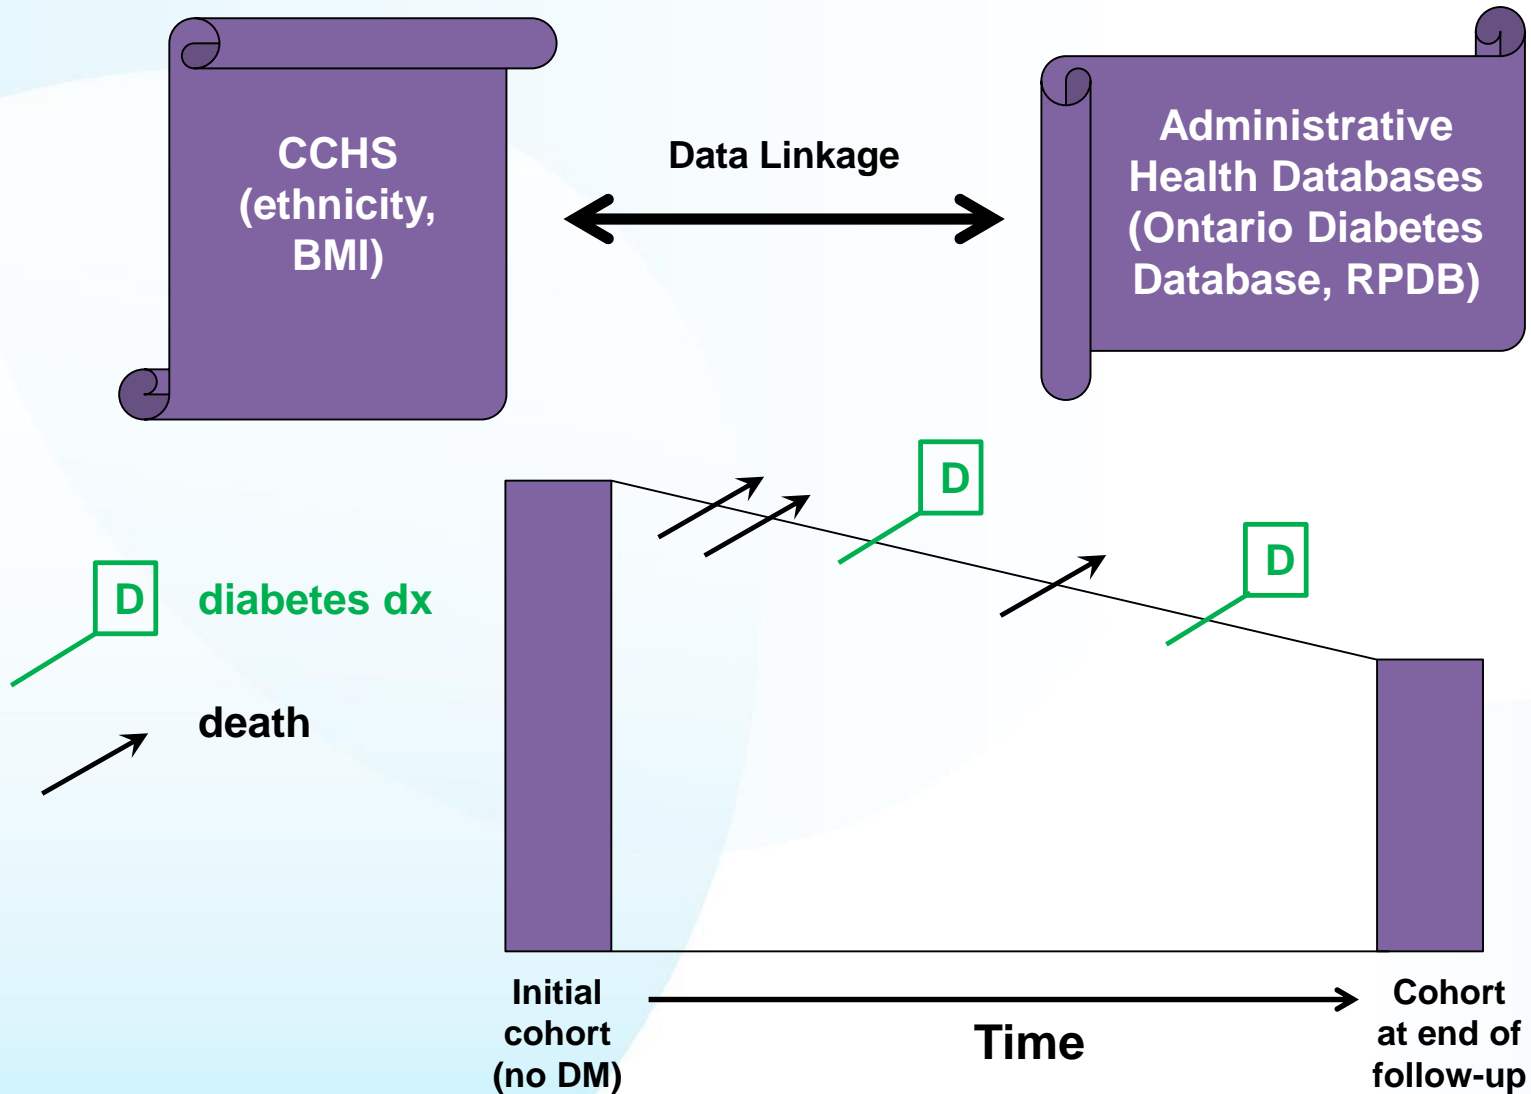 CCHS
(ethnicity,
BMI)
Data Linkage
Administrative
Health Databases
(Ontario Diabetes
Database, RPDB)
D
D
D
diabetes dx
death
Initial
cohort
(no DM)
Time
Cohort
at end of
follow-up